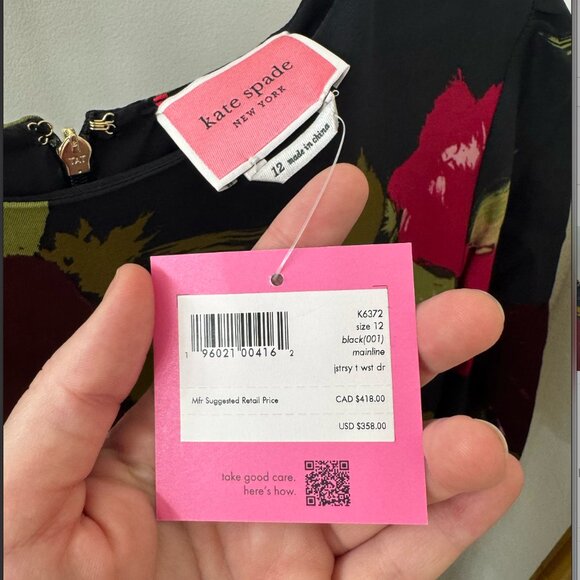 kate spade
NEW YORK
12 made in china
K6372
size 12
black(001)
mainline
jstrsy t wst dr
1 96021 00416 2
Mfr Suggested Retail Price CAD $418.00
USD $358.00
take good care,
here's how.